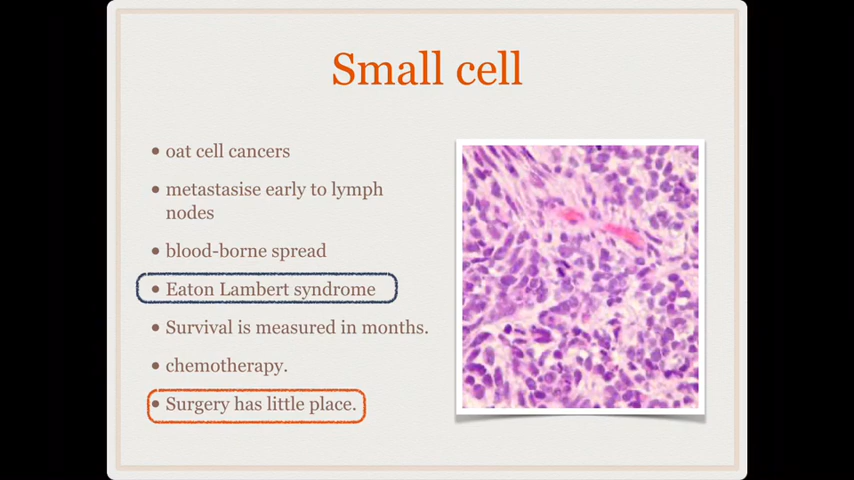 Small cell
• oat cell cancers
• metastasise early to lymph
nodes
• blood-borne spread
• Eaton Lambert syndrome
• Survival is measured in months.
• chemotherapy.
• Surgery has little place.